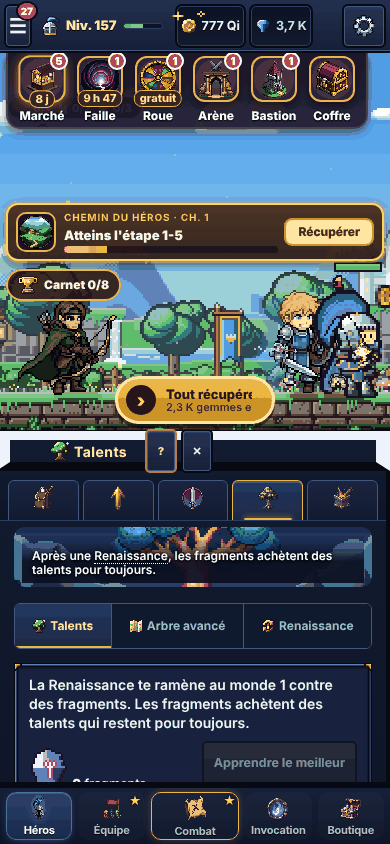 27
Niv. 157
777 Qi
3,7 K
5
1
1
1
1
8 j
9 h 47
gratuit
Marché
Faille
Roue
Arène
Bastion
Coffre
CHEMIN DU HÉROS · CH. 1
Atteins l'étape 1-5
Récupérer
Carnet 0/8
Tout récupére
2,3 K gemmes e
Talents
?
×
Après une Renaissance, les fragments achètent des
talents pour toujours.
Talents
Arbre avancé
Renaissance
La Renaissance te ramène au monde 1 contre
des fragments. Les fragments achètent des
talents qui restent pour toujours.
Apprendre le meilleur
fragments
Héros
Équipe
Combat
Invocation
Boutique